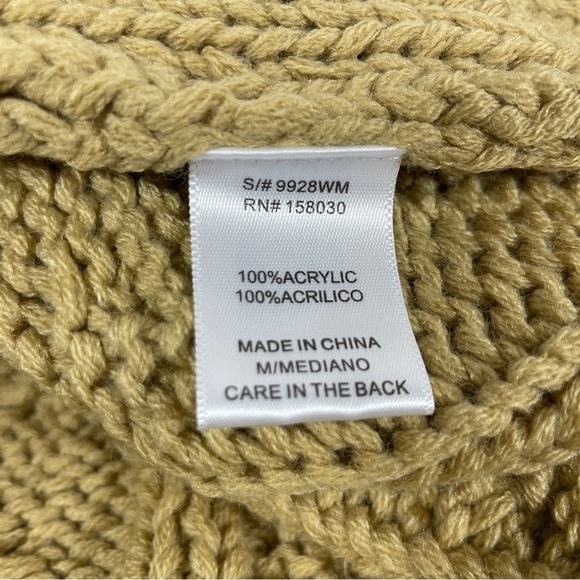 S/# 9928WM
RN# 158030
100%ACRYLIC
100%ACRILICO
MADE IN CHINA
M/MEDIANO
CARE IN THE BACK